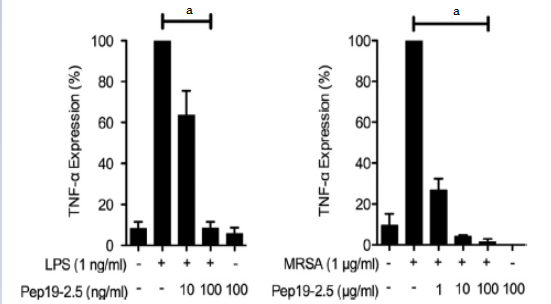 a
TNF-α Expression (%)
100
80
60
40
20
0
LPS (1 ng/ml) - + + + -
Pep19-2.5 (ng/ml) - - 10 100 100
a
TNF-α Expression (%)
100
80
60
40
20
0
MRSA (1 µg/ml) - + + + + -
Pep19-2.5 (µg/ml) - - 1 10 100 100